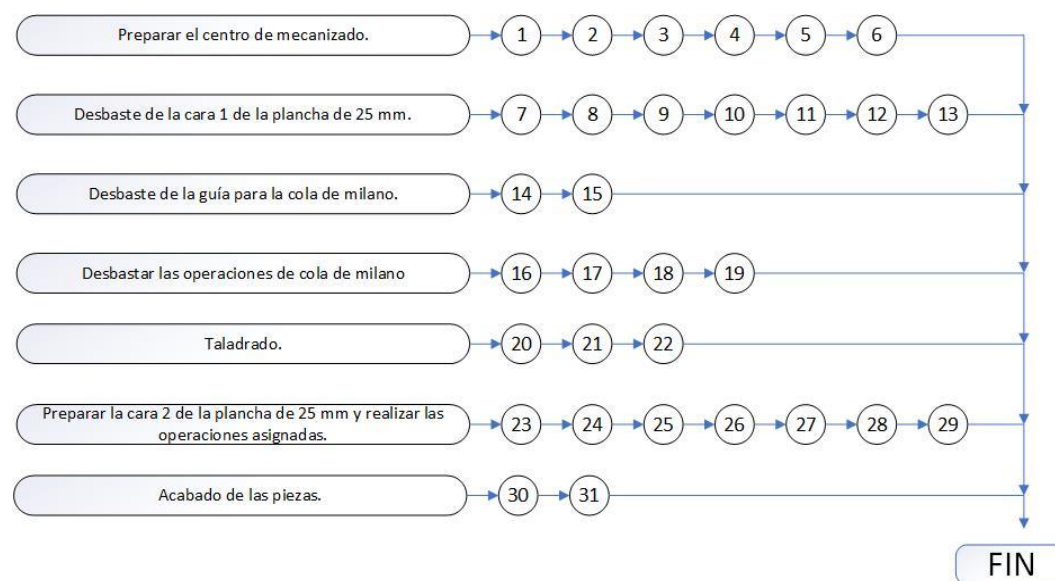 Preparar el centro de mecanizado. 1 2 3 4 5 6
Desbaste de la cara 1 de la plancha de 25 mm. 7 8 9 10 11 12 13
Desbaste de la guía para la cola de milano. 14 15
Desbastar las operaciones de cola de milano 16 17 18 19
Taladrado. 20 21 22
Preparar la cara 2 de la plancha de 25 mm y realizar las
operaciones asignadas. 23 24 25 26 27 28 29
Acabado de las piezas. 30 31
FIN